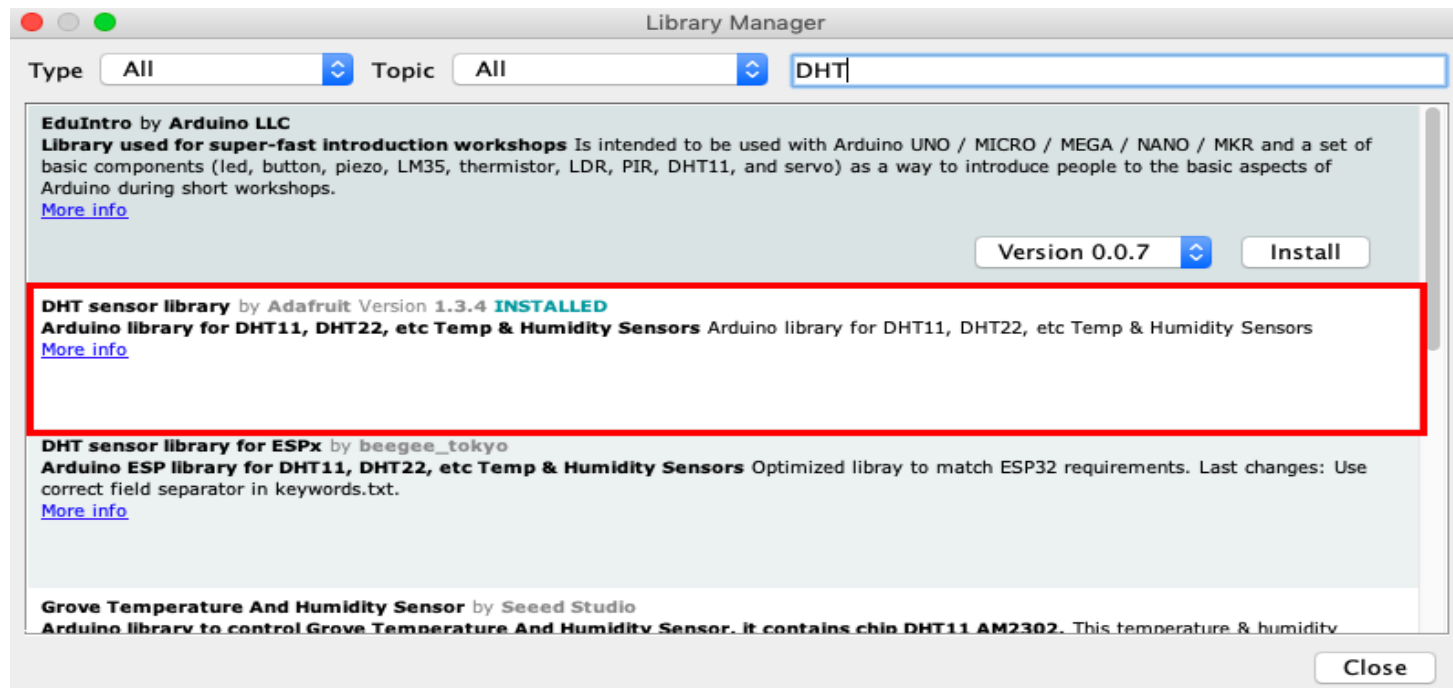 Library Manager
Type All Topic All DHT
EduIntro by Arduino LLC
Library used for super-fast introduction workshops Is intended to be used with Arduino UNO / MICRO / MEGA / NANO / MKR and a set of
basic components (led, button, piezo, LM35, thermistor, LDR, PIR, DHT11, and servo) as a way to introduce people to the basic aspects of
Arduino during short workshops.
More info
Version 0.0.7 Install
DHT sensor library by Adafruit Version 1.3.4 INSTALLED
Arduino library for DHT11, DHT22, etc Temp & Humidity Sensors Arduino library for DHT11, DHT22, etc Temp & Humidity Sensors
More info
DHT sensor library for ESPx by beegee_tokyo
Arduino ESP library for DHT11, DHT22, etc Temp & Humidity Sensors Optimized libray to match ESP32 requirements. Last changes: Use
correct field separator in keywords.txt.
More info
Grove Temperature And Humidity Sensor by Seeed Studio
Arduino library to control Grove Temperature And Humidity Sensor, it contains chip DHT11 AM2302. This temperature & humidity
Close